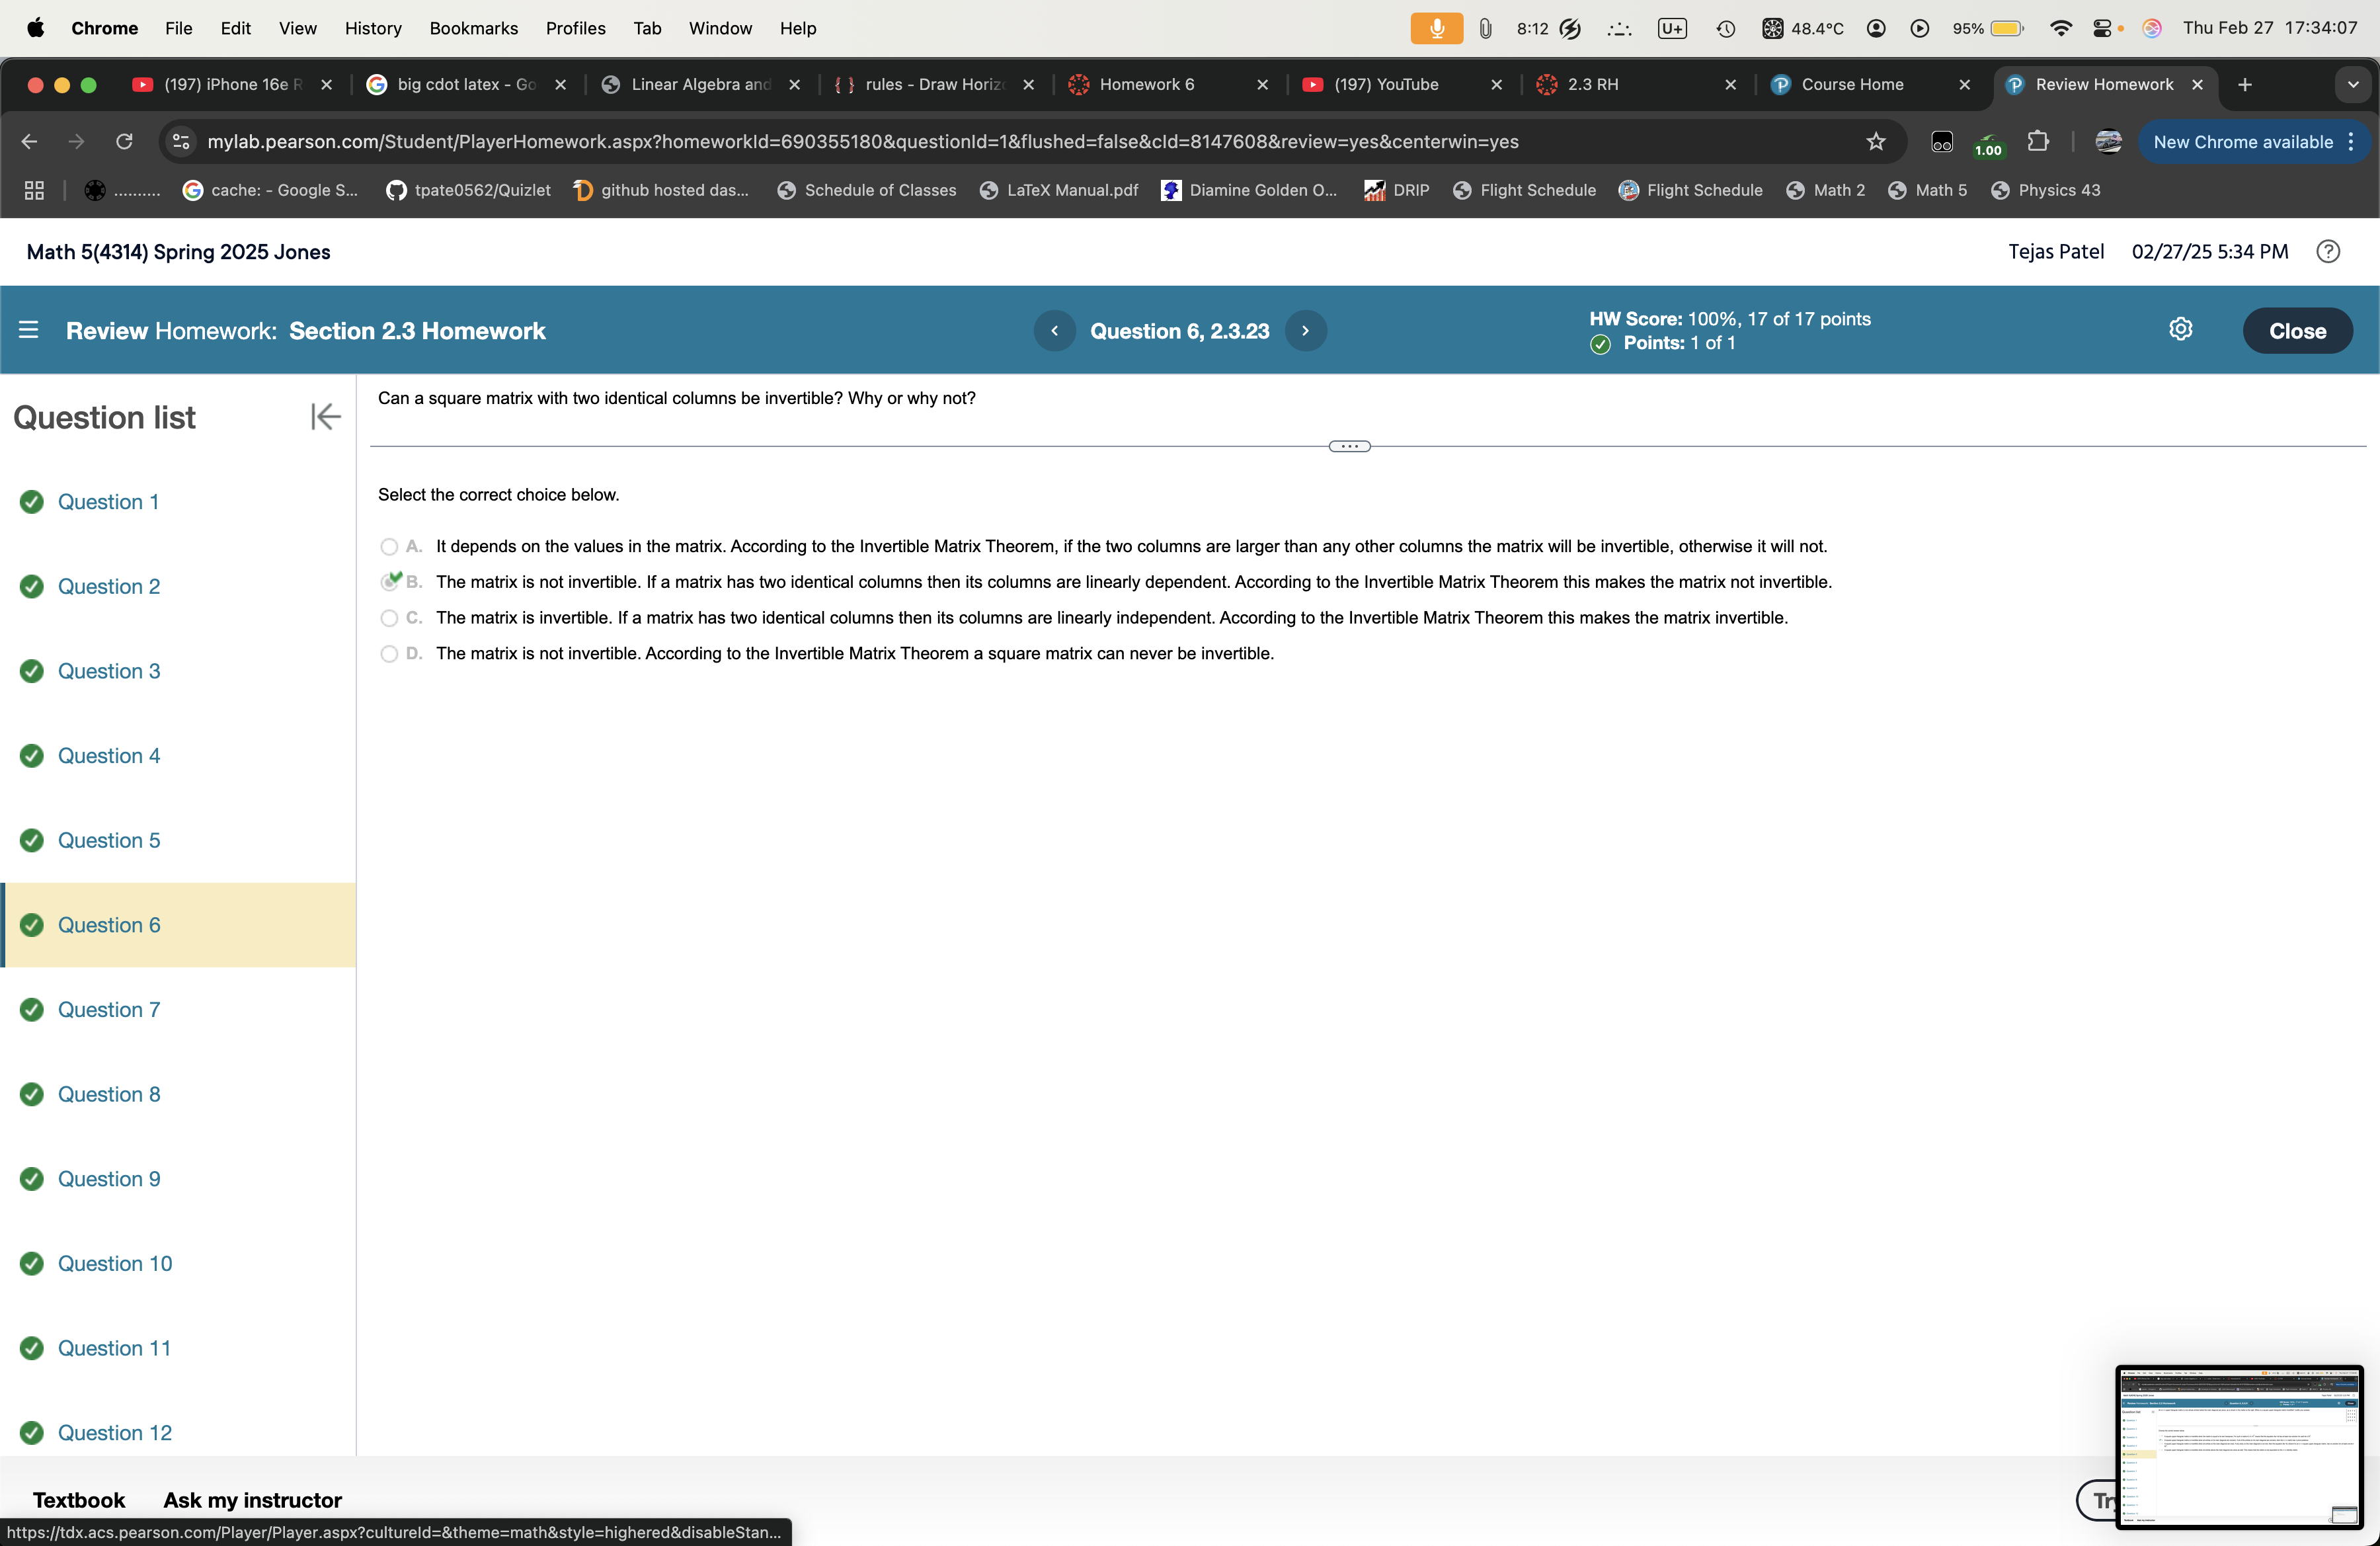 Chrome File Edit View History Bookmarks Profiles Tab Window Help 8:12 U+ 48.4°C 95% Thu Feb 27 17:34:07
(197) iPhone 16e R big cdot latex - Go Linear Algebra and rules - Draw Horizo Homework 6 (197) YouTube 2.3 RH Course Home Review Homework
mylab.pearson.com/Student/PlayerHomework.aspx?homeworkId=690355180&questionId=1&flushed=false&cId=8147608&review=yes&centerwin=yes 1.00 New Chrome available
.......... cache: - Google S... tpate0562/Quizlet github hosted das... Schedule of Classes LaTeX Manual.pdf Diamine Golden O... DRIP Flight Schedule Flight Schedule Math 2 Math 5 Physics 43
Math 5(4314) Spring 2025 Jones Tejas Patel 02/27/25 5:34 PM
Review Homework: Section 2.3 Homework Question 6, 2.3.23 HW Score: 100%, 17 of 17 points
Points: 1 of 1
Close
Question list
Question 1
Question 2
Question 3
Question 4
Question 5
Question 6
Question 7
Question 8
Question 9
Question 10
Question 11
Question 12
Can a square matrix with two identical columns be invertible? Why or why not?
Select the correct choice below.
A. It depends on the values in the matrix. According to the Invertible Matrix Theorem, if the two columns are larger than any other columns the matrix will be invertible, otherwise it will not.
B. The matrix is not invertible. If a matrix has two identical columns then its columns are linearly dependent. According to the Invertible Matrix Theorem this makes the matrix not invertible.
C. The matrix is invertible. If a matrix has two identical columns then its columns are linearly independent. According to the Invertible Matrix Theorem this makes the matrix invertible.
D. The matrix is not invertible. According to the Invertible Matrix Theorem a square matrix can never be invertible.
Textbook Ask my instructor
https://tdx.acs.pearson.com/Player/Player.aspx?cultureId=&theme=math&style=highered&disableStan...